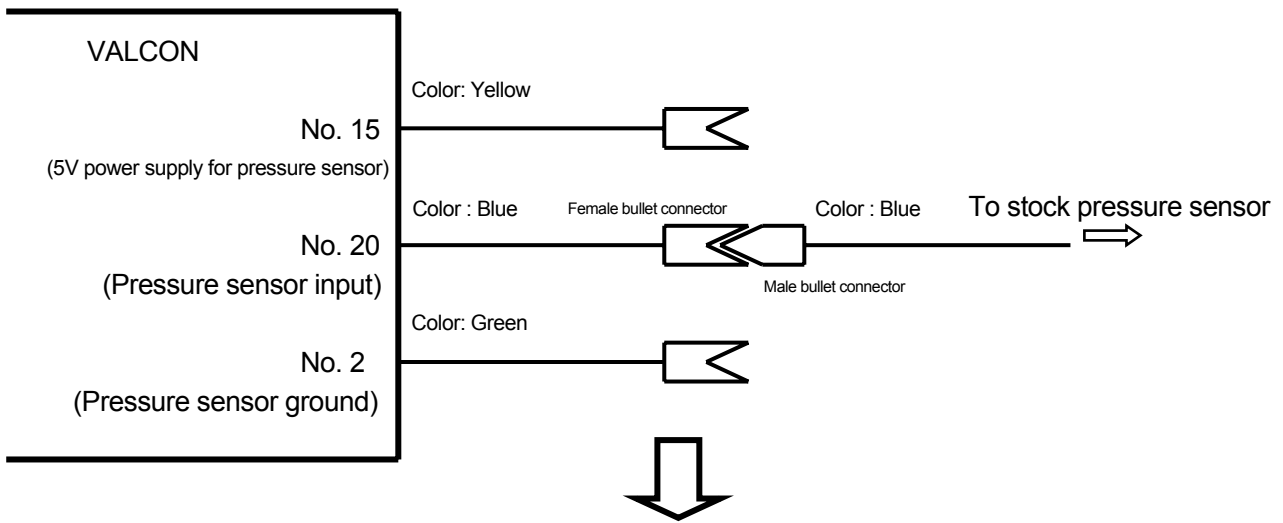 VALCON
Color: Yellow
No. 15
(5V power supply for pressure sensor)
Color : Blue
Female bullet connector
Color : Blue
To stock pressure sensor
No. 20
(Pressure sensor input)
Male bullet connector
Color: Green
No. 2
(Pressure sensor ground)